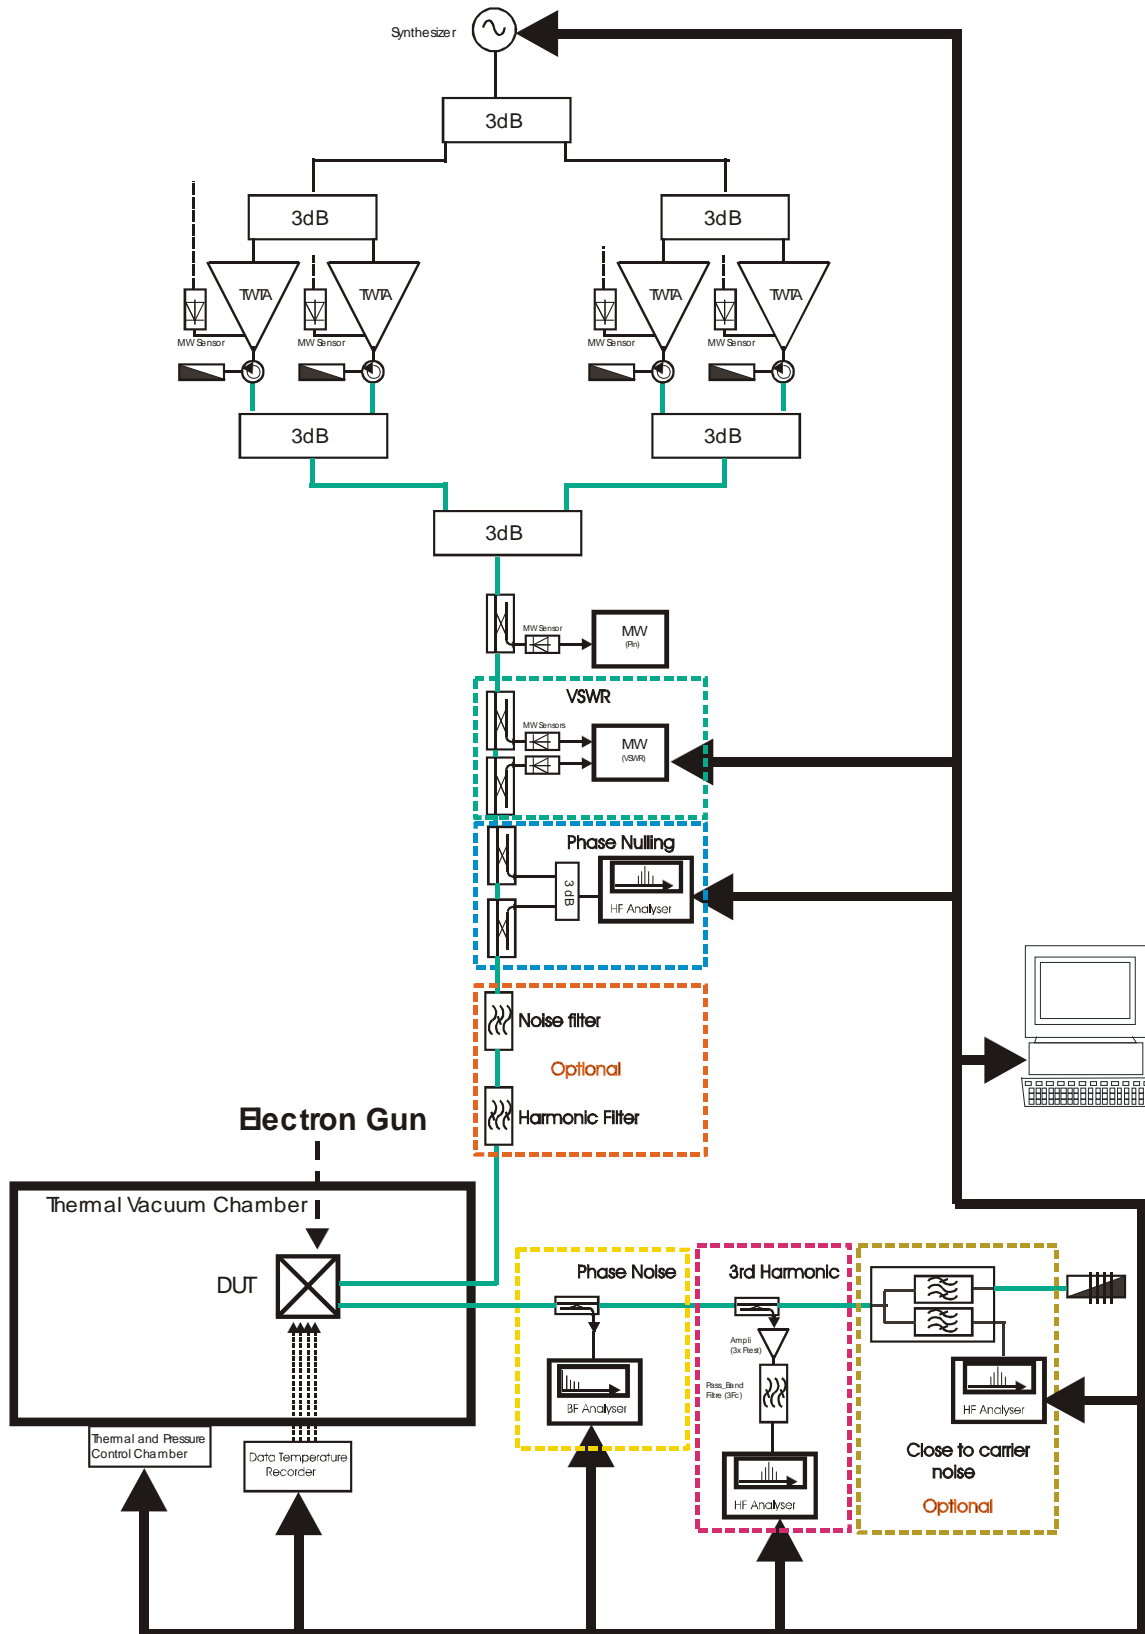 Synthesizer
3dB
3dB
3dB
TWTA
TWTA
TWTA
TWTA
MW Sensor
MW Sensor
MW Sensor
MW Sensor
3dB
3dB
3dB
MW Sensor
MW
(Pin)
VSWR
MW Sensors
MW
(VSWR)
Phase Nulling
3 dB
HF Analyser
Noise filter
Optional
Harmonic Filter
Electron Gun
Thermal Vacuum Chamber
DUT
Phase Noise
3rd Harmonic
Ampli
(3x Ftest)
Pass_Band
Filtre (3Fc)
BF Analyser
HF Analyser
HF Analyser
Close to carrier
noise
Optional
Thermal and Pressure
Control Chamber
Data Temperature
Recorder